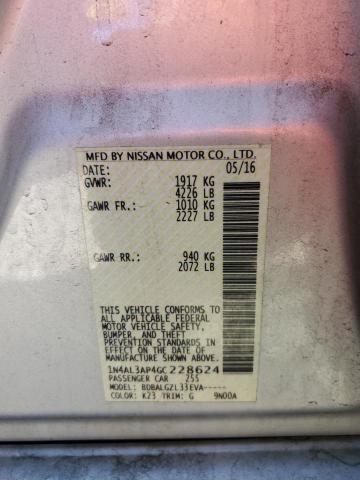 MFD BY NISSAN MOTOR CO., LTD.
DATE: 05/16
GVWR: 1917 KG
4226 LB
GAWR FR.: 1010 KG
2227 LB
GAWR RR.: 940 KG
2072 LB
THIS VEHICLE CONFORMS TO
ALL APPLICABLE FEDERAL
MOTOR VEHICLE SAFETY,
BUMPER, AND THEFT
PREVENTION STANDARDS IN
EFFECT ON THE DATE OF
MANUFACTURE SHOWN ABOVE.
1N4AL3AP4GC228624
PASSENGER CAR 255
MODEL: BDBALGZL33EVA-----
COLOR: K23 TRIM: G 9N00A